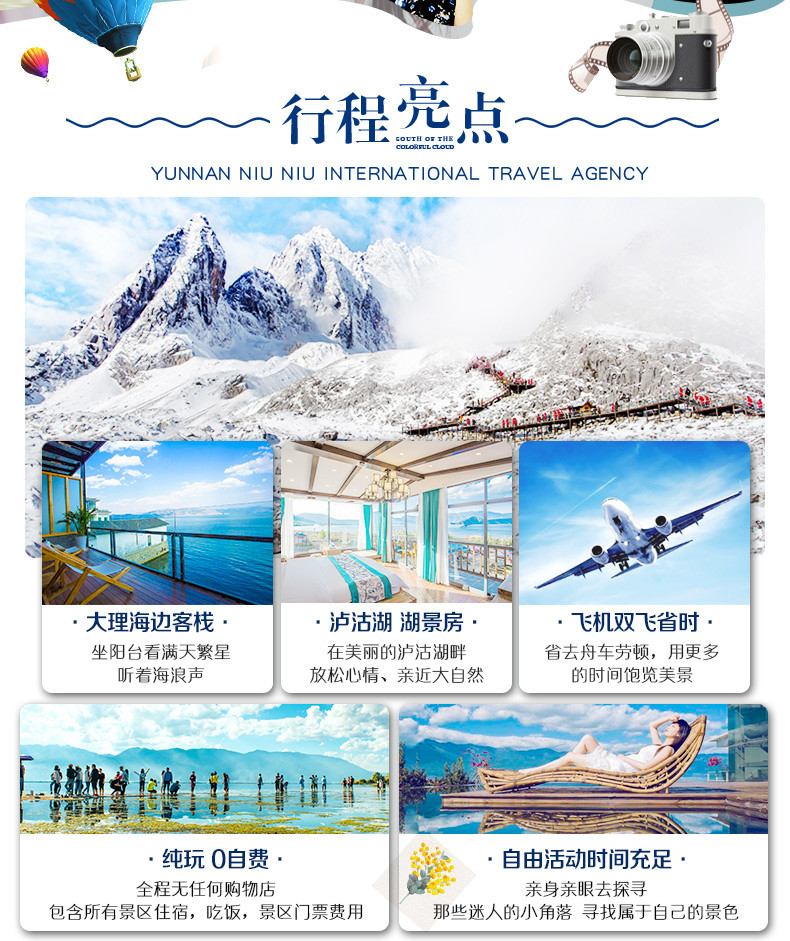 行程亮点
SOUTH OF THE
COLORFUL CLOUD
YUNNAN NIU NIU INTERNATIONAL TRAVEL AGENCY
· 大理海边客栈 ·
坐阳台看满天繁星
听着海浪声
· 泸沽湖 湖景房 ·
在美丽的泸沽湖畔
放松心情、亲近大自然
· 飞机双飞省时 ·
省去舟车劳顿，用更多
的时间饱览美景
· 纯玩 0自费 ·
全程无任何购物店
包含所有景区住宿，吃饭，景区门票费用
· 自由活动时间充足 ·
亲身亲眼去探寻
那些迷人的小角落 寻找属于自己的景色